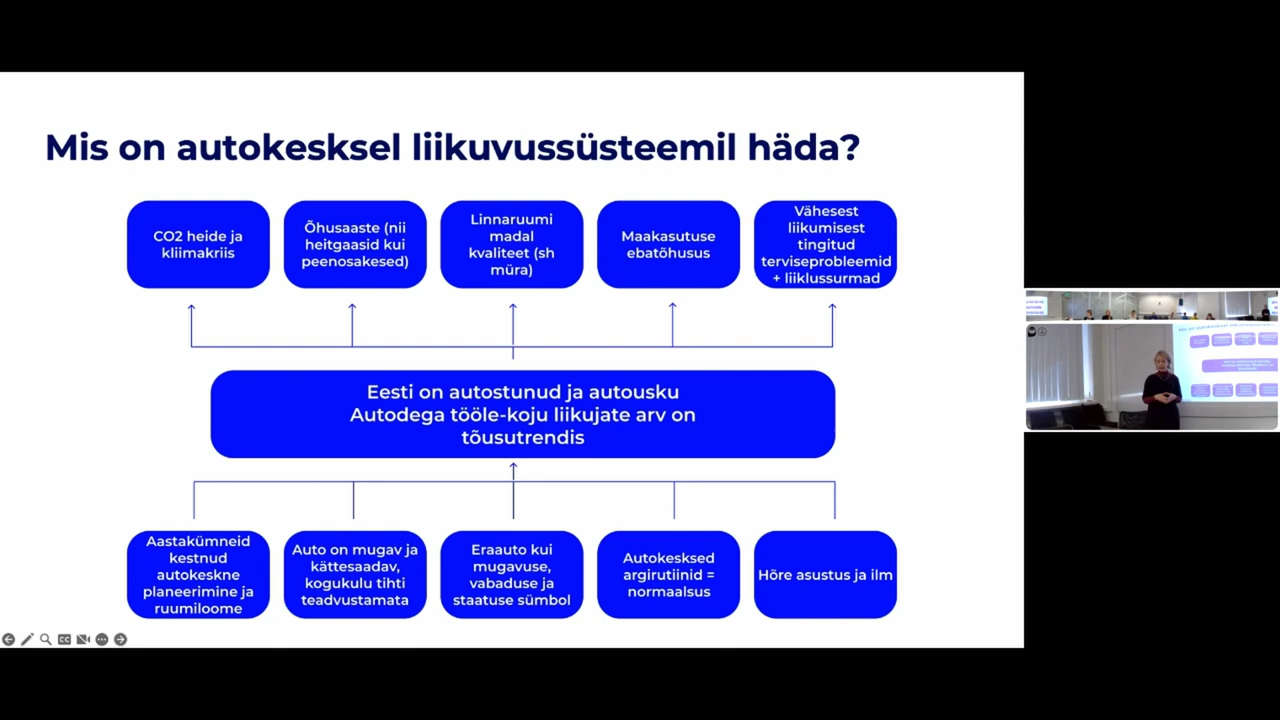 Mis on autokesksel liikuvussüsteemil häda?
CO2 heide ja
kliimakriis
Õhusaaste (nii
heitgaasid kui
peenosakesed)
Linnaruumi
madal
kvaliteet (sh
müra)
Maakasutuse
ebatõhusus
Vähesest
liikumisest
tingitud
terviseprobleemid
+ liiklussurmad
Eesti on autostunud ja autousku
Autodega tööle-koju liikujate arv on
tõusutrendis
Aastakümneid
kestnud
autokeskne
planeerimine ja
ruumiloome
Auto on mugav ja
kättesaadav,
kogukulu tihti
teadvustamata
Eraauto kui
mugavuse,
vabaduse ja
staatuse sümbol
Autokesksed
argirutiinid =
normaalsus
Hõre asustus ja ilm